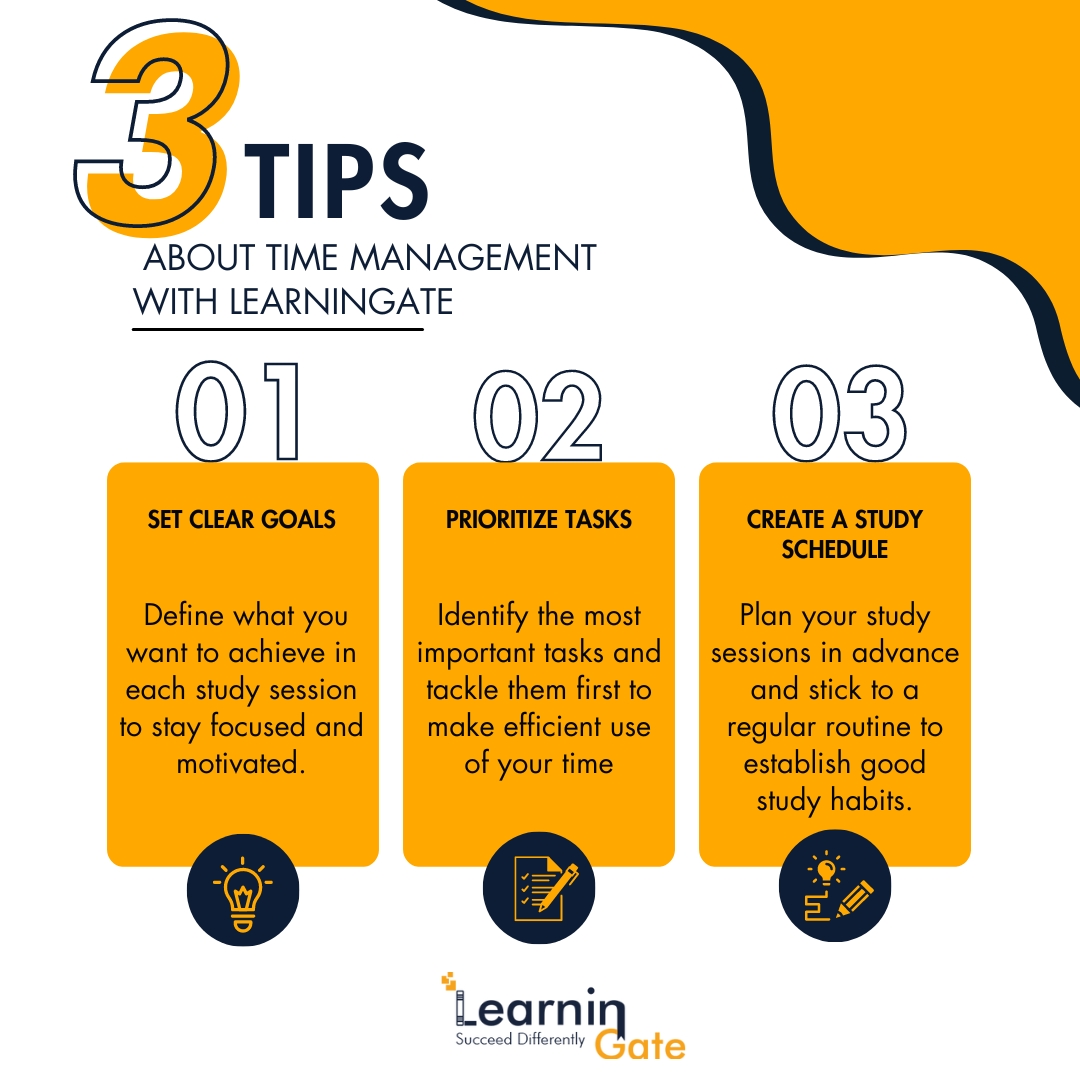 3 TIPS
ABOUT TIME MANAGEMENT
WITH LEARNINGATE
01
SET CLEAR GOALS
Define what you
want to achieve in
each study session
to stay focused and
motivated.
02
PRIORITIZE TASKS
Identify the most
important tasks and
tackle them first to
make efficient use
of your time
03
CREATE A STUDY
SCHEDULE
Plan your study
sessions in advance
and stick to a
regular routine to
establish good
study habits.
Learnin
Gate
Succeed Differently